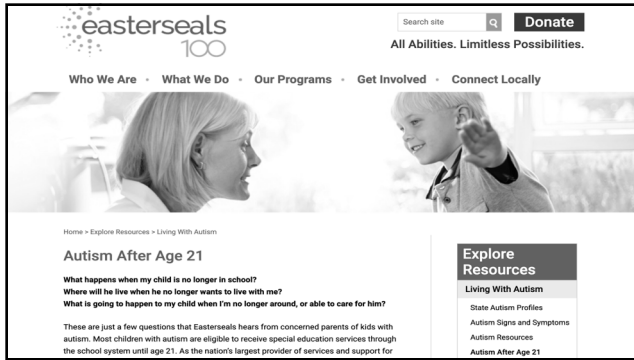 easterseals
100
Search site
Donate
All Abilities. Limitless Possibilities.
Who We Are • What We Do • Our Programs • Get Involved • Connect Locally
Home > Explore Resources > Living With Autism
Autism After Age 21
What happens when my child is no longer in school?
Where will he live when he no longer wants to live with me?
What is going to happen to my child when I'm no longer around, or able to care for him?
These are just a few questions that Easterseals hears from concerned parents of kids with
autism. Most children with autism are eligible to receive special education services through
the school system until age 21. As the nation's largest provider of services and support for
Explore
Resources
Living With Autism
State Autism Profiles
Autism Signs and Symptoms
Autism Resources
Autism After Age 21